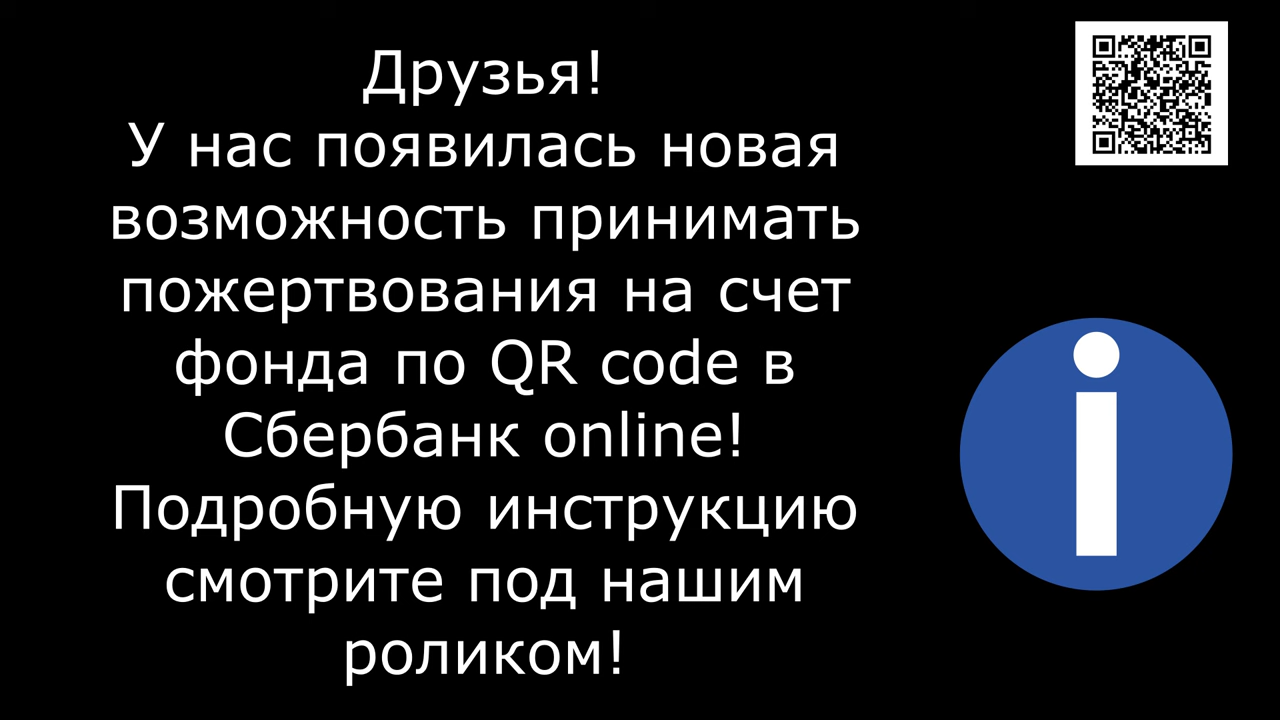 Друзья!
У нас появилась новая
возможность принимать
пожертвования на счет
фонда по QR code в
Сбербанк online!
Подробную инструкцию
смотрите под нашим
роликом!
i